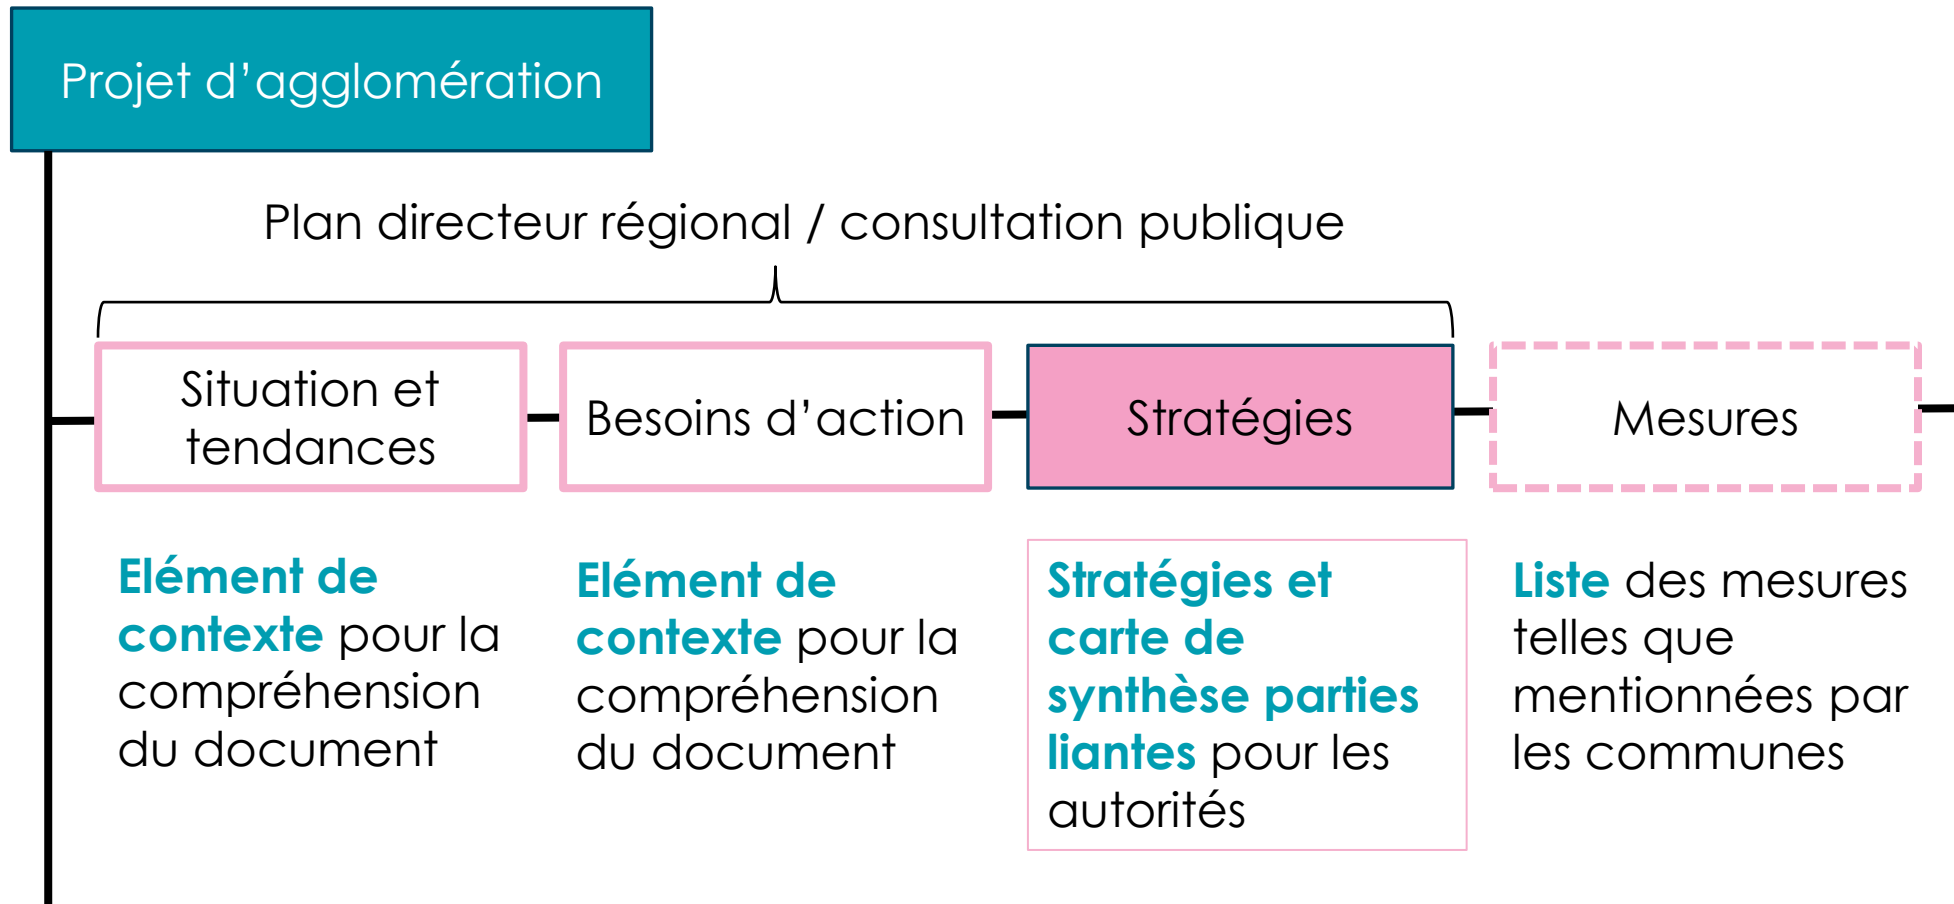 Projet d’agglomération
Plan directeur régional / consultation publique
Situation et
tendances
Besoins d’action
Stratégies
Mesures
Elément de
contexte pour la
compréhension
du document
Elément de
contexte pour la
compréhension
du document
Stratégies et
carte de
synthèse parties
liantes pour les
autorités
Liste des mesures
telles que
mentionnées par
les communes